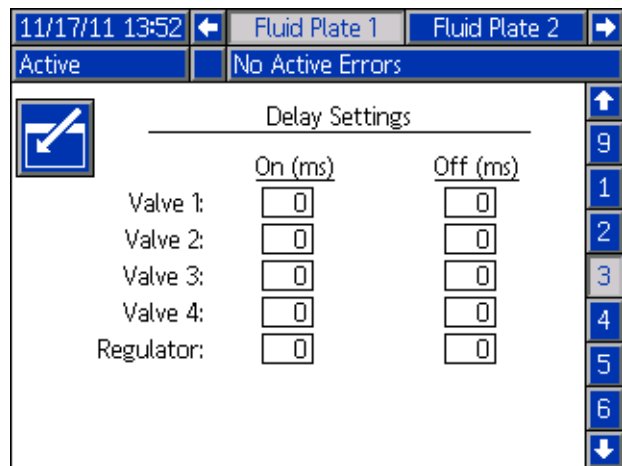 11/17/11 13:52 Fluid Plate 1 Fluid Plate 2
Active No Active Errors
Delay Settings
On (ms) Off (ms)
Valve 1: 0 0
Valve 2: 0 0
Valve 3: 0 0
Valve 4: 0 0
Regulator: 0 0
9
1
2
3
4
5
6